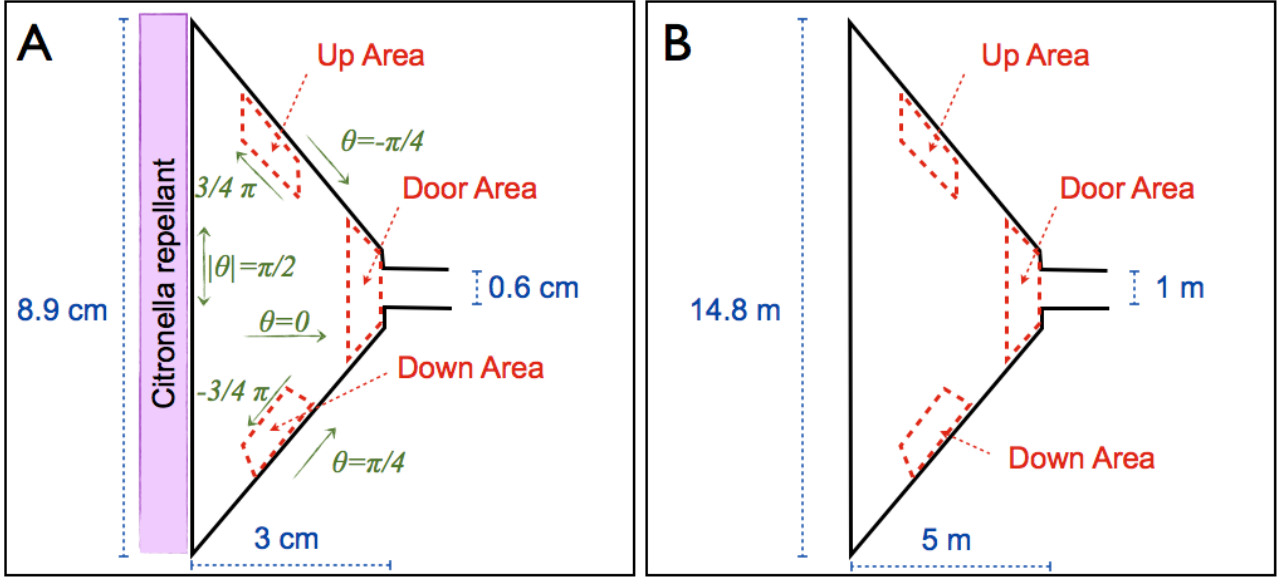 A
Up Area
θ=-π/4
3/4 π
Door Area
Citronella repellant
|θ|=π/2
8.9 cm
0.6 cm
θ=0
Down Area
-3/4 π
θ=π/4
3 cm
B
Up Area
Door Area
14.8 m
1 m
Down Area
5 m